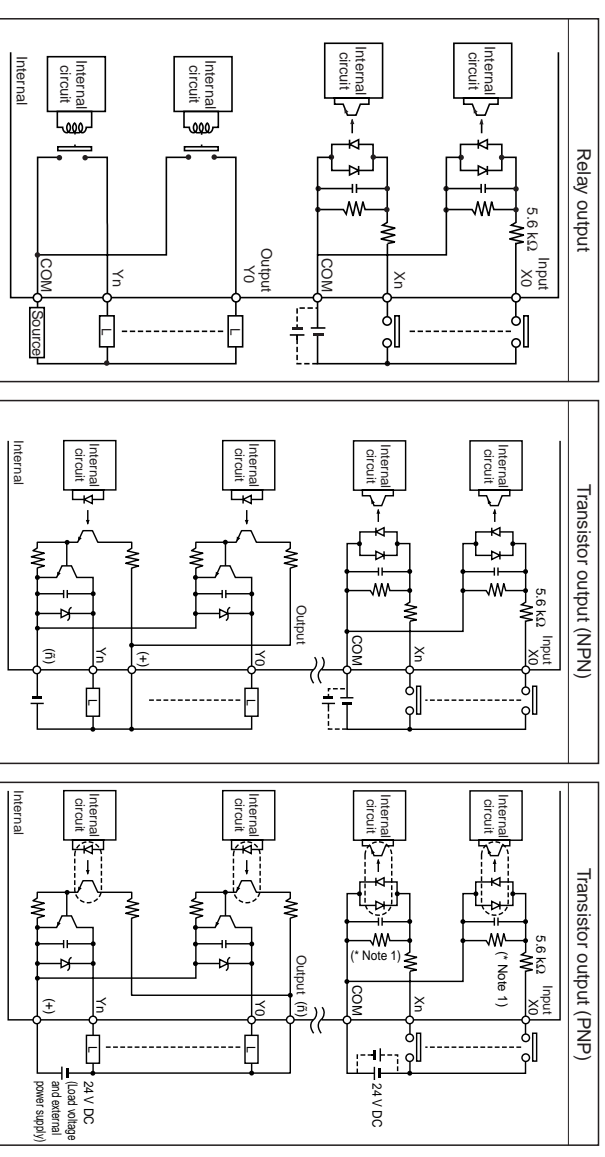 Relay output
Input
X0
5.6 kΩ
Internal
circuit
Xn
Internal
circuit
COM
Output
Y0
Internal
circuit
L
Yn
Internal
circuit
L
COM
Source
Internal
Transistor output (NPN)
Input
X0
5.6 kΩ
Internal
circuit
Xn
Internal
circuit
COM
Output
Y0
Internal
circuit
L
(+)
Yn
Internal
circuit
L
(ñ)
Internal
Transistor output (PNP)
Input
X0
5.6 kΩ
Internal
circuit
(* Note 1)
Xn
Internal
circuit
(* Note 1)
COM
24 V DC
Output (ñ)
Y0
Internal
circuit
L
Yn
Internal
circuit
L
(+)
24 V DC
(Load voltage
and external
power supply)
Internal